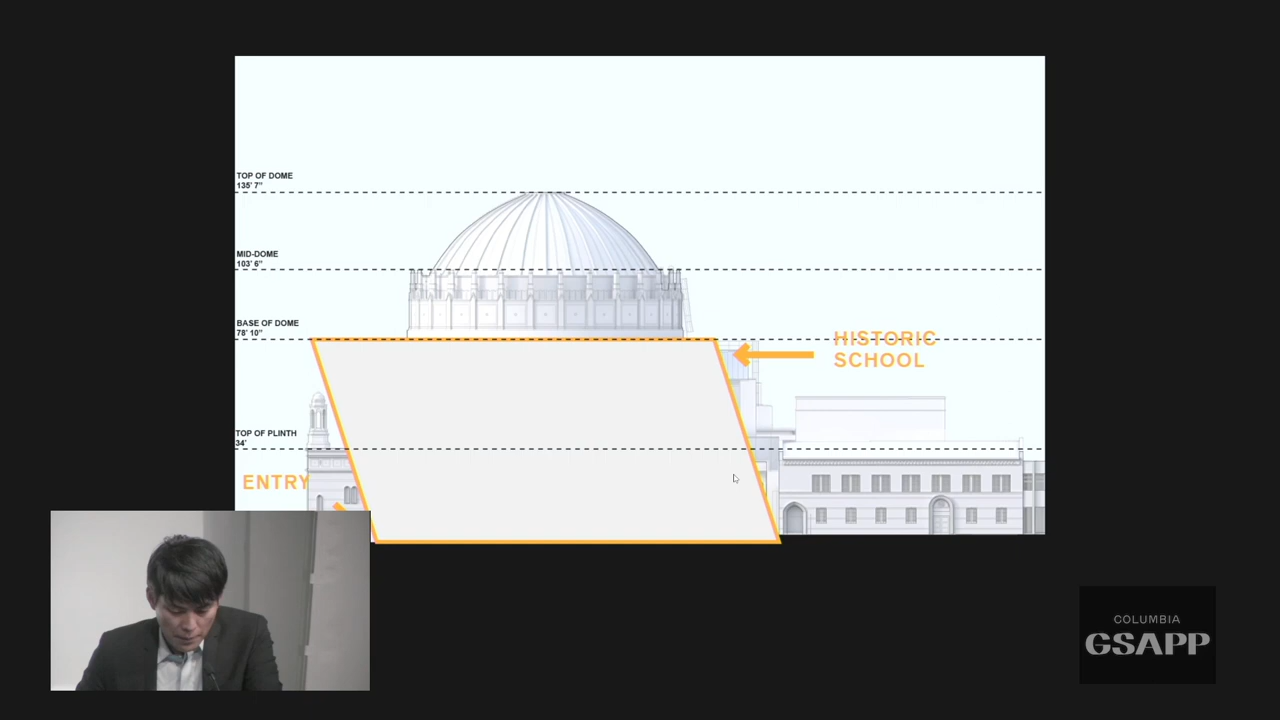 TOP OF DOME
135' 7"
MID-DOME
103' 6"
BASE OF DOME
78' 10"
HISTORIC
SCHOOL
TOP OF PLINTH
34'
ENTRY
COLUMBIA
GSAPP